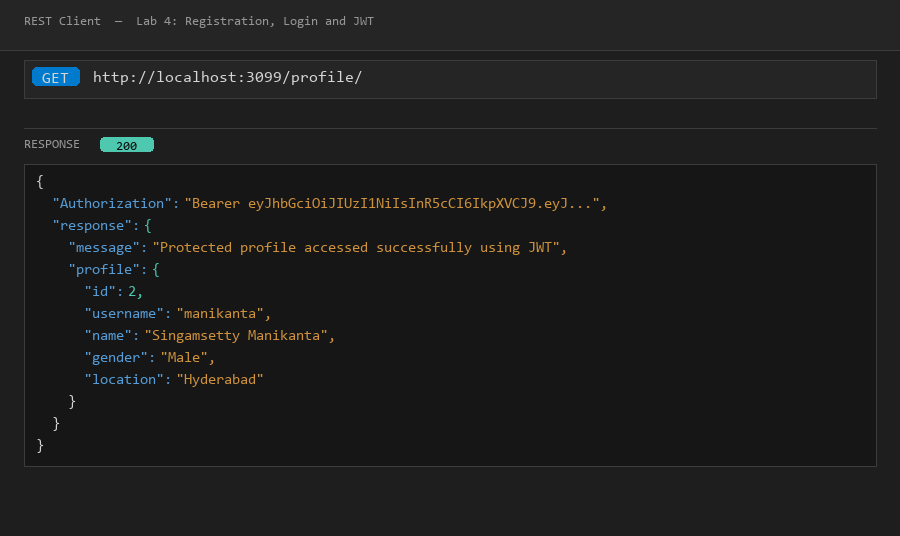 REST Client — Lab 4: Registration, Login and JWT
GET http://localhost:3099/profile/
RESPONSE 200
{
"Authorization": "Bearer eyJhbGciOiJIUzI1NiIsInR5cCI6IkpXVCJ9.eyJ...",
"response": {
"message": "Protected profile accessed successfully using JWT",
"profile": {
"id": 2,
"username": "manikanta",
"name": "Singamsetty Manikanta",
"gender": "Male",
"location": "Hyderabad"
}
}
}